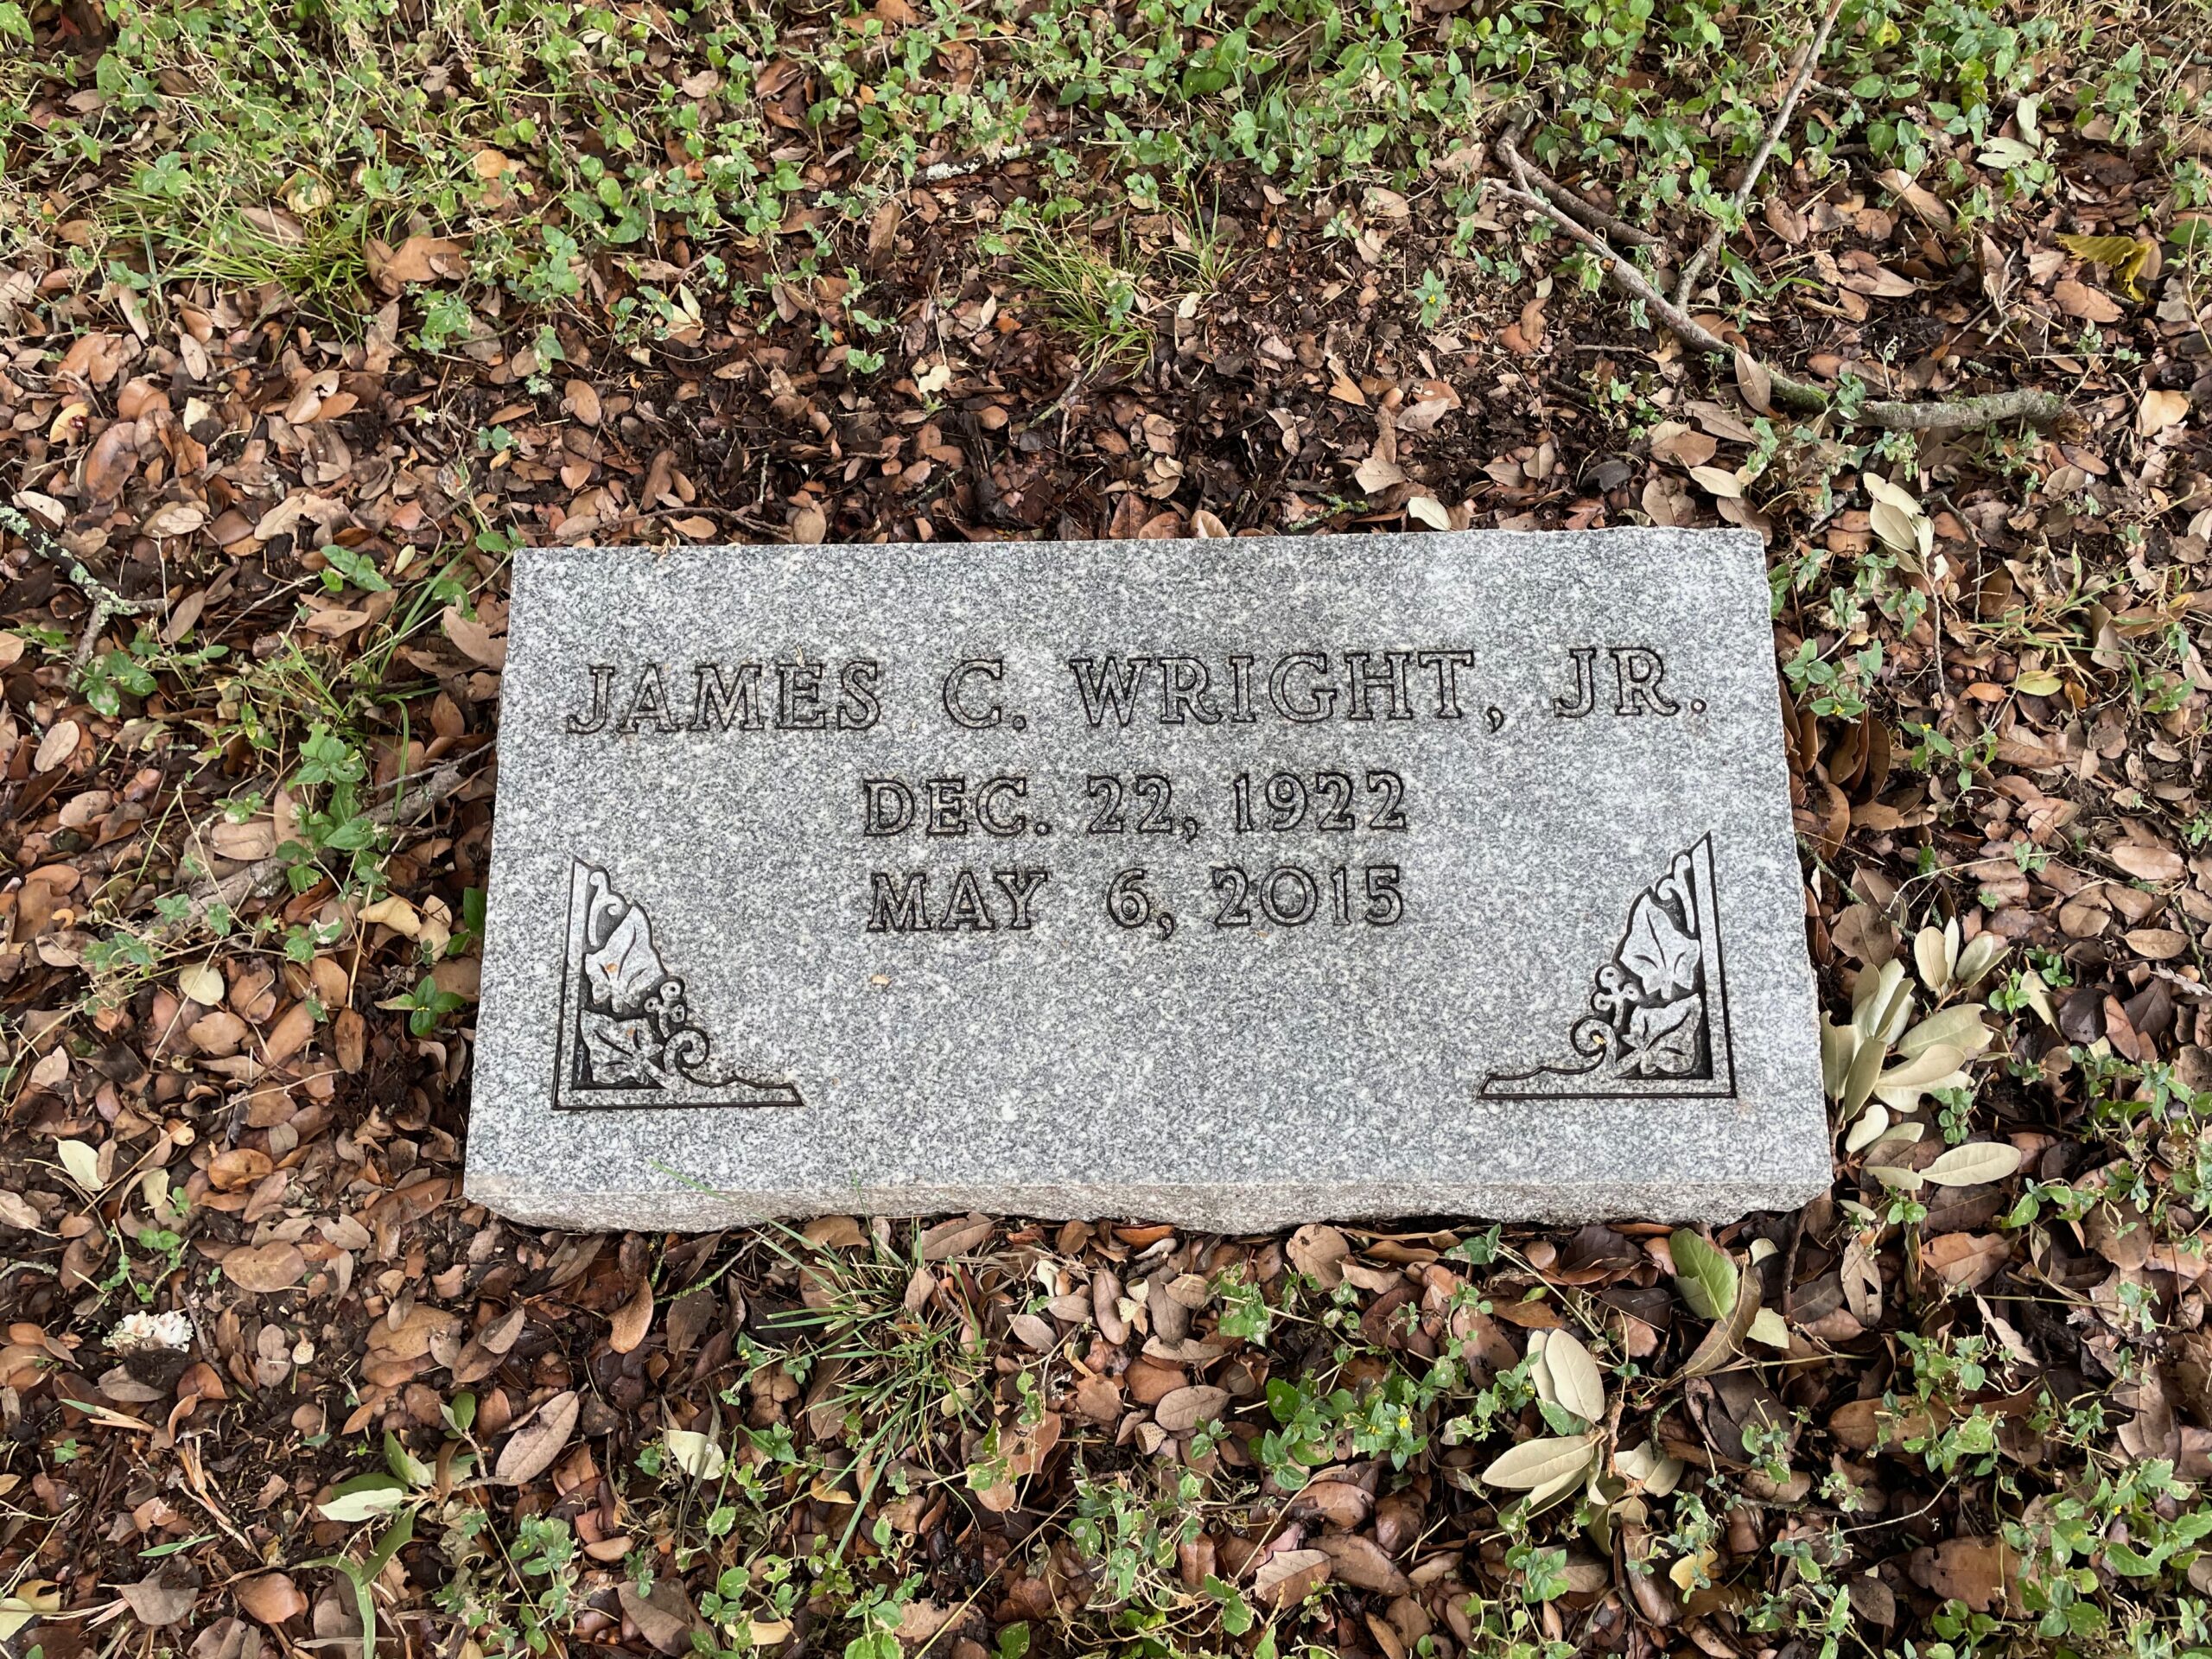 JAMES C. WRIGHT, JR.
DEC. 22, 1922
MAY 6, 2015